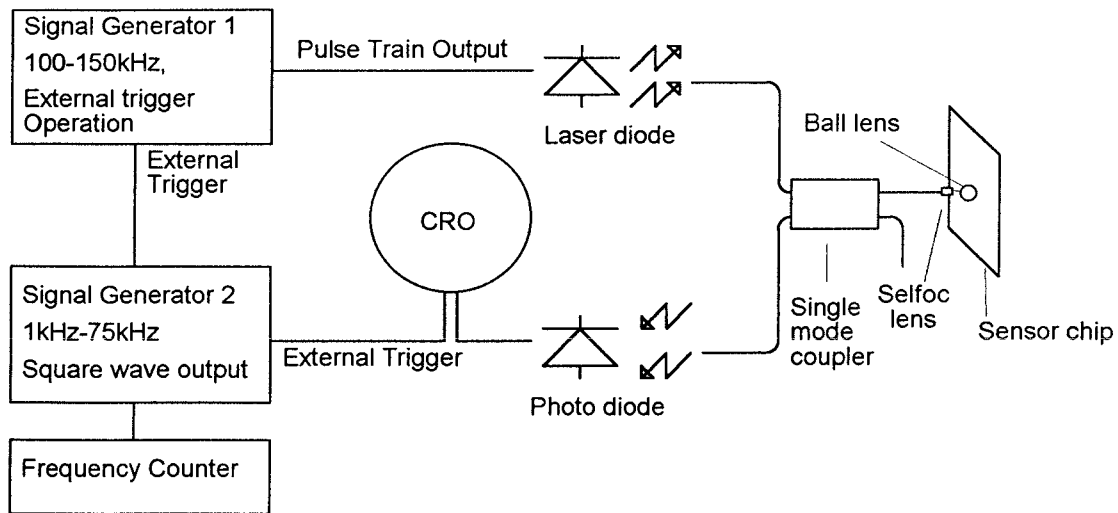 Signal Generator 1
100-150kHz,
External trigger
Operation
Pulse Train Output
Laser diode
External
Trigger
CRO
Ball lens
Signal Generator 2
1kHz-75kHz
Square wave output
External Trigger
Photo diode
Single
mode
coupler
Selfoc
lens
Sensor chip
Frequency Counter